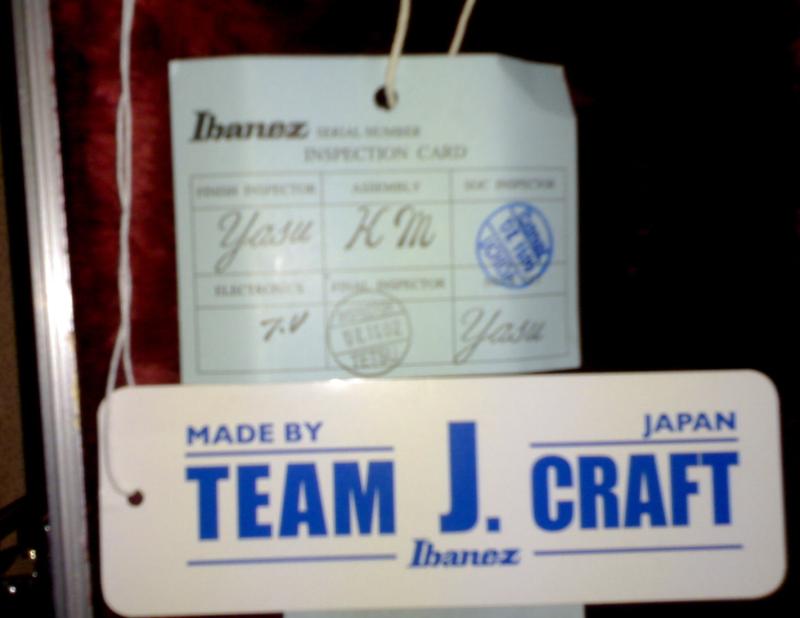 Ibanez SERIAL NUMBER
INSPECTION CARD
FINISH INSPECTOR ASSEMBLY SOC INSPECTOR
Yasu K M
ELECTRONICS FINAL INSPECTOR
T.V TETSU Yasu
MADE BY JAPAN
TEAM J. CRAFT
Ibanez